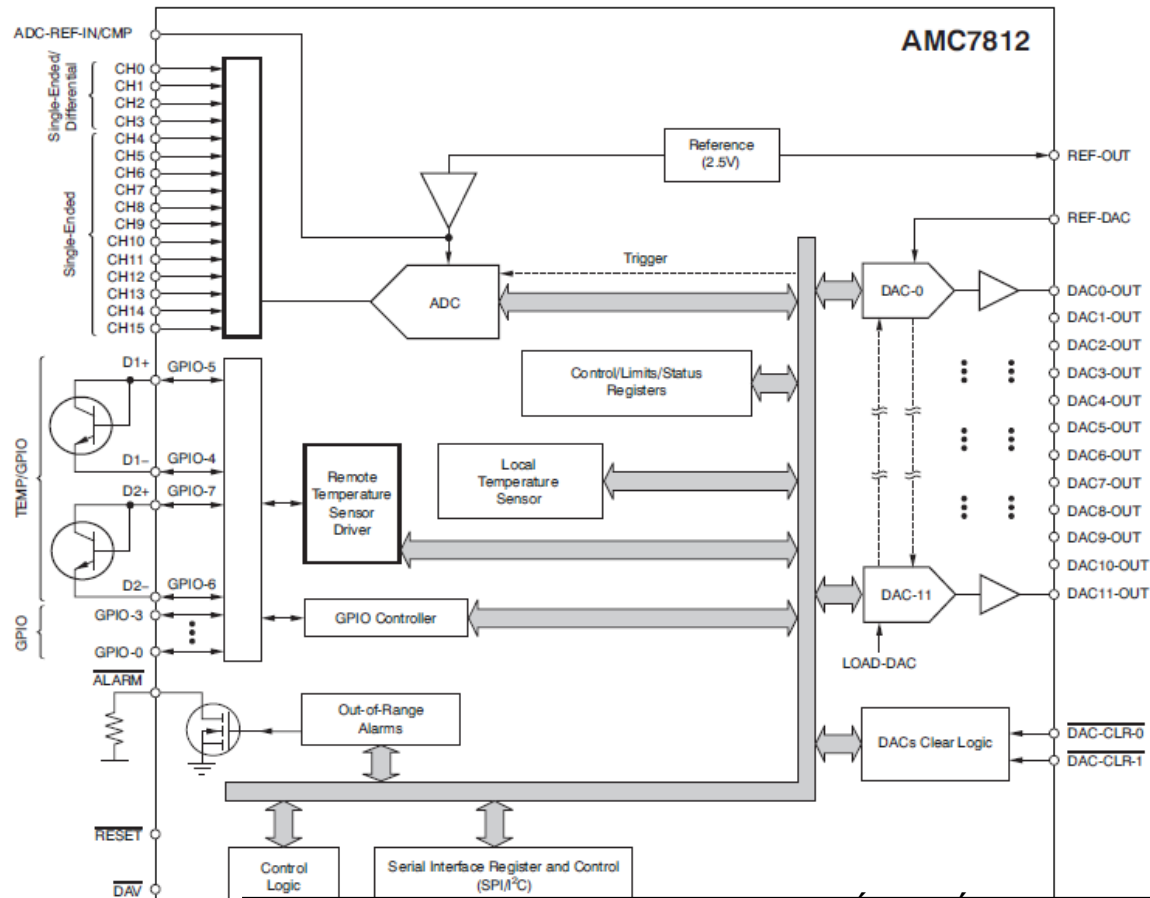 AMC7812
ADC-REF-IN/CMP
Single-Ended/
Differential
CH0
CH1
CH2
CH3
Single-Ended
CH4
CH5
CH6
CH7
CH8
CH9
CH10
CH11
CH12
CH13
CH14
CH15
Reference
(2.5V)
REF-OUT
REF-DAC
Trigger
ADC
DAC-0
DAC0-OUT
DAC1-OUT
DAC2-OUT
DAC3-OUT
DAC4-OUT
DAC5-OUT
DAC6-OUT
DAC7-OUT
DAC8-OUT
DAC9-OUT
DAC10-OUT
DAC11-OUT
Control/Limits/Status
Registers
Local
Temperature
Sensor
Remote
Temperature
Sensor
Driver
TEMP/GPIO
D1+
GPIO-5
D1−
GPIO-4
D2+
GPIO-7
D2−
GPIO-6
GPIO
GPIO-3
GPIO-0
GPIO Controller
DAC-11
LOAD-DAC
ALARM
Out-of-Range
Alarms
DACs Clear Logic
DAC-CLR-0
DAC-CLR-1
RESET
DAV
Control
Logic
Serial Interface Register and Control
(SPI/I²C)